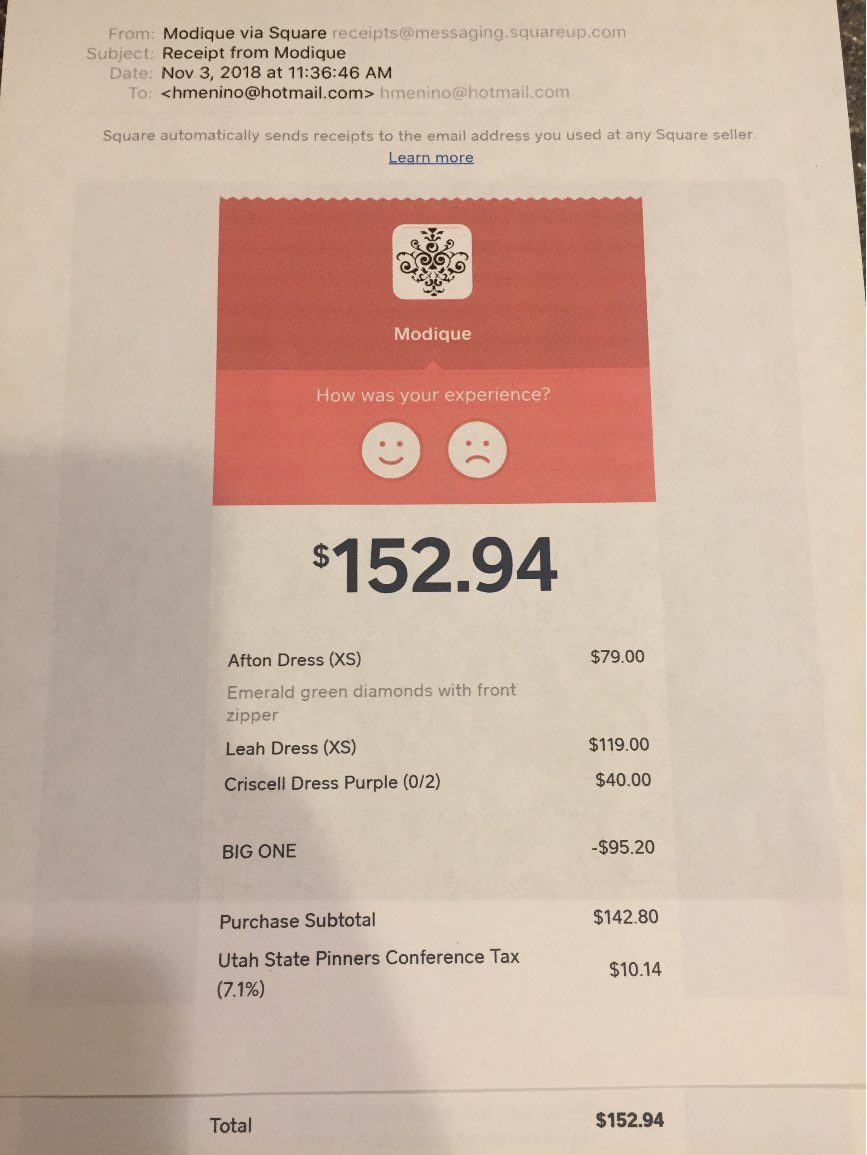 From: Modique via Square receipts@messaging.squareup.com
Subject: Receipt from Modique
Date: Nov 3, 2018 at 11:36:46 AM
To: <hmenino@hotmail.com> hmenino@hotmail.com
Square automatically sends receipts to the email address you used at any Square seller.
Learn more
Modique
How was your experience?
$152.94
Afton Dress (XS) $79.00
Emerald green diamonds with front
zipper
Leah Dress (XS) $119.00
Criscell Dress Purple (0/2) $40.00
BIG ONE -$95.20
Purchase Subtotal $142.80
Utah State Pinners Conference Tax
(7.1%) $10.14
Total $152.94